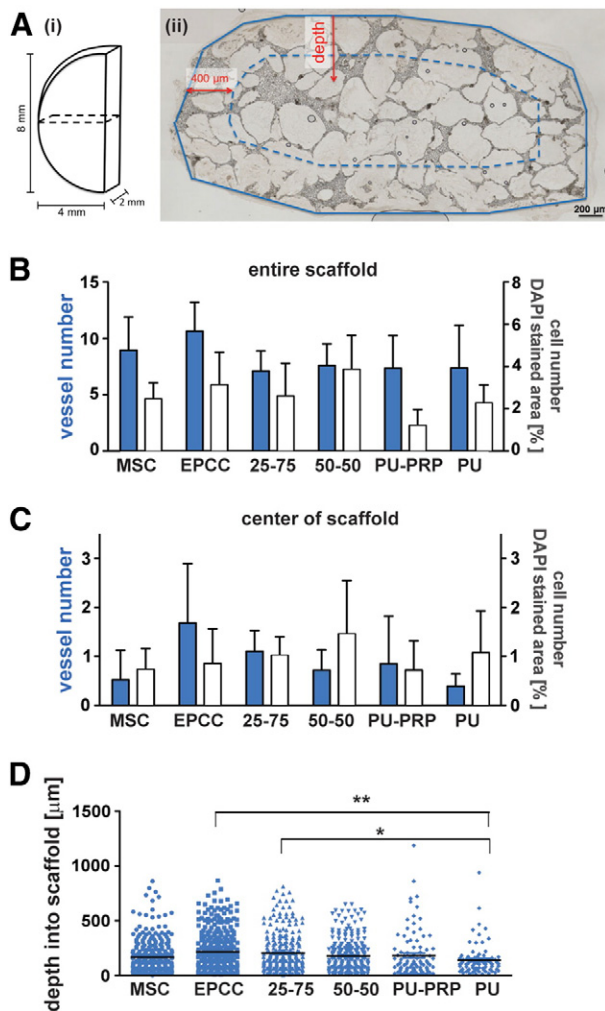 A (i)
(ii)
8 mm
4 mm
2 mm
400 µm
depth
200 µm
B
entire scaffold
vessel number
15
10
5
0
8
6
4
2
0
cell number
DAPI stained area [%]
MSC EPCC 25-75 50-50 PU-PRP PU
C
center of scaffold
vessel number
3
2
1
0
3
2
1
0
cell number
DAPI stained area [%]
MSC EPCC 25-75 50-50 PU-PRP PU
D
depth into scaffold [µm]
1500
1000
500
0
**
*
MSC EPCC 25-75 50-50 PU-PRP PU